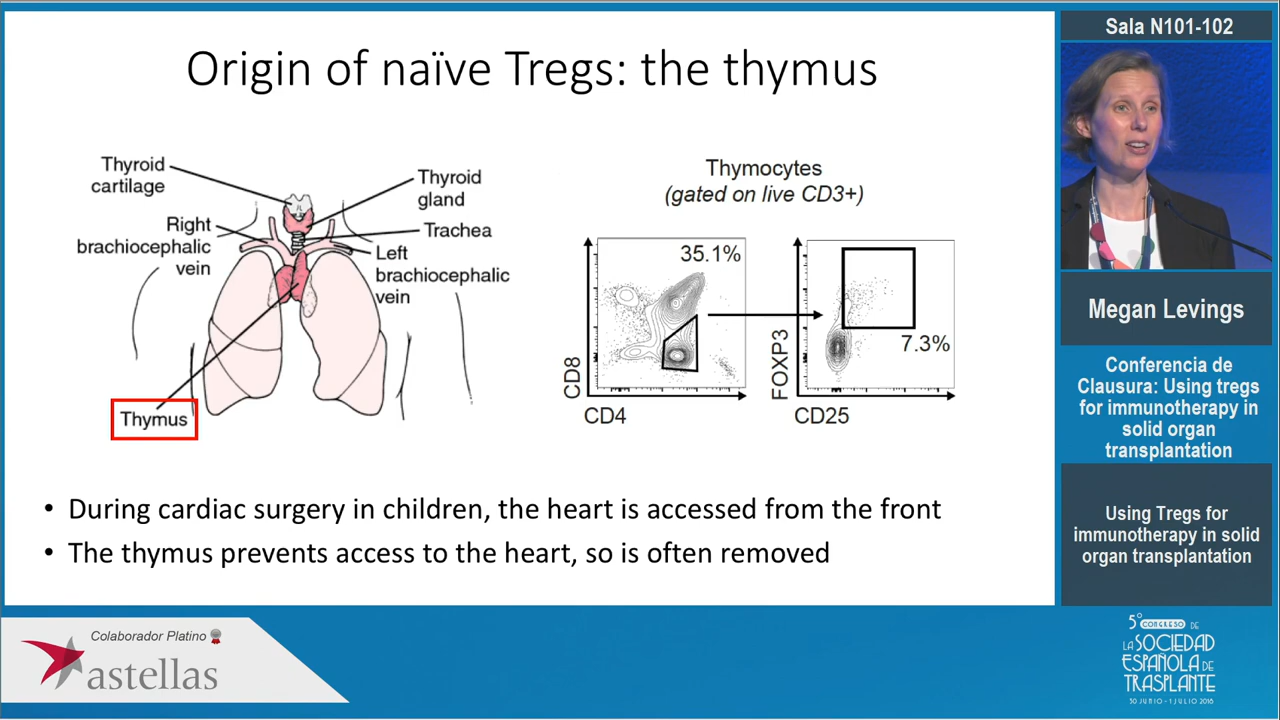 Origin of naïve Tregs: the thymus
Thyroid
cartilage
Right
brachiocephalic
vein
Thyroid
gland
Trachea
Left
brachiocephalic
vein
Thymus
Thymocytes
(gated on live CD3+)
35.1%
CD8
CD4
7.3%
FOXP3
CD25
• During cardiac surgery in children, the heart is accessed from the front
• The thymus prevents access to the heart, so is often removed
Sala N101-102
Megan Levings
Conferencia de
Clausura: Using tregs
for immunotherapy in
solid organ
transplantation
Using Tregs for
immunotherapy in solid
organ transplantation
Colaborador Platino
astellas
5º CONGRESO DE
LA SOCIEDAD
ESPAÑOLA DE
TRASPLANTE
30 JUNIO - 1 JULIO 2018